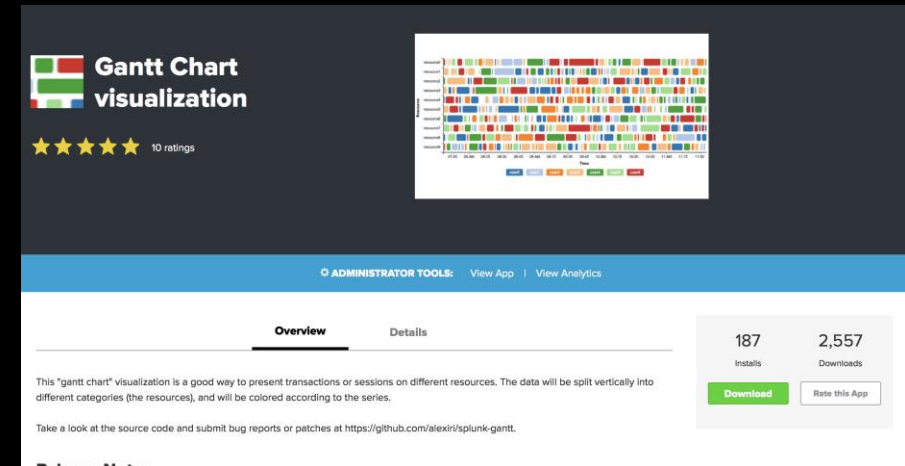 Gantt Chart
visualization
10 ratings
Time
ADMINISTRATOR TOOLS: View App | View Analytics
Overview Details
187 2,557
Installs Downloads
Download Rate this App
This "gantt chart" visualization is a good way to present transactions or sessions on different resources. The data will be split vertically into
different categories (the resources), and will be colored according to the series.
Take a look at the source code and submit bug reports or patches at https://github.com/alexiri/splunk-gantt.